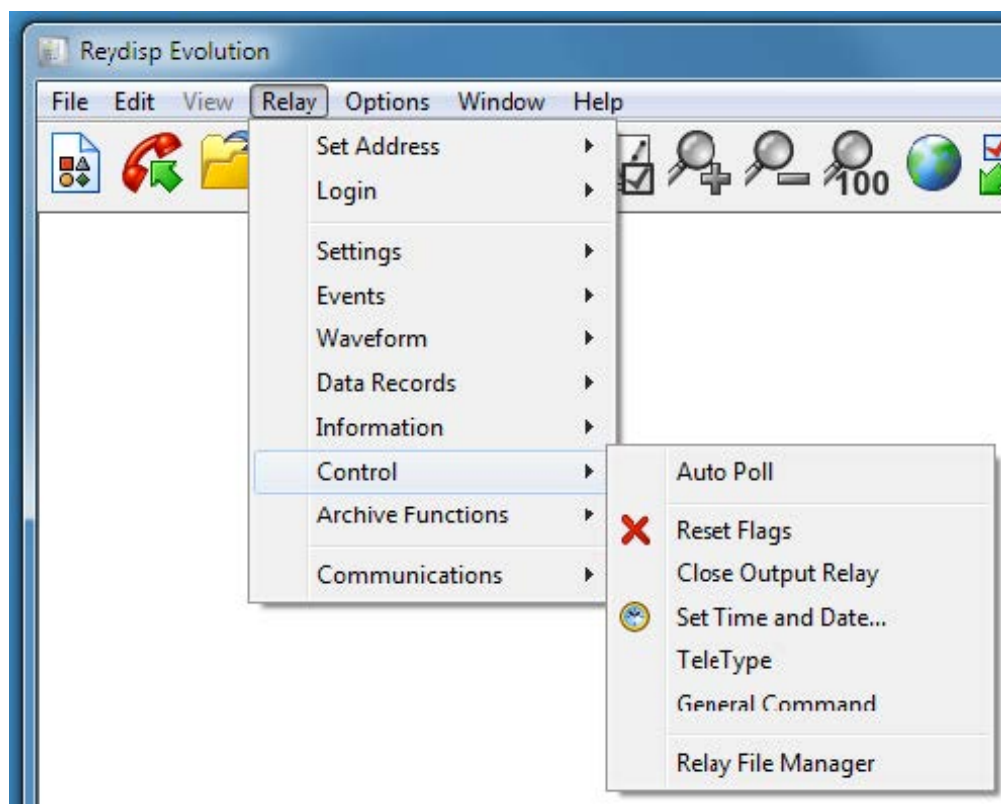 Reydisp Evolution
File Edit View Relay Options Window Help
100
Set Address
Login
Settings
Events
Waveform
Data Records
Information
Control
Archive Functions
Communications
Auto Poll
Reset Flags
Close Output Relay
Set Time and Date...
TeleType
General Command
Relay File Manager